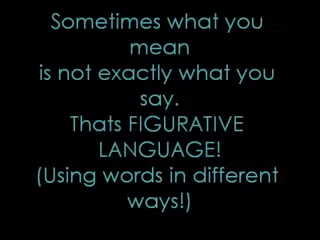 Sometimes what you
mean
is not exactly what you
say.
Thats FIGURATIVE
LANGUAGE!
(Using words in different
ways!)